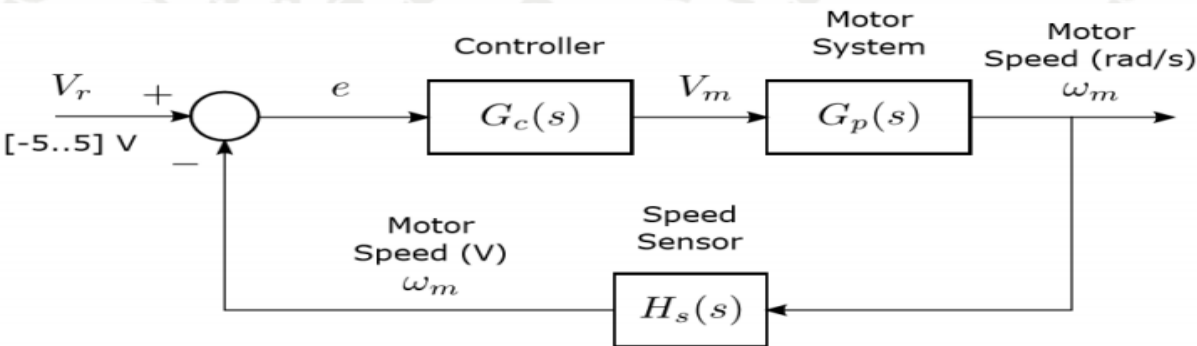 Motor
System
Controller
Motor
Speed (rad/s)
ω_m
V_r
+
e
G_c(s)
V_m
G_p(s)
[-5..5] V
−
Motor
Speed (V)
ω_m
Speed
Sensor
H_s(s)